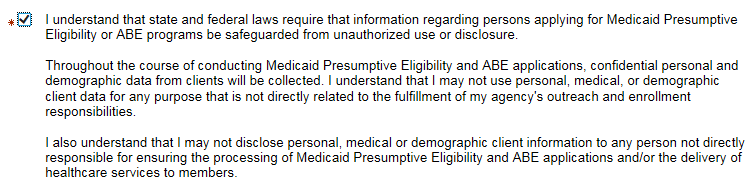 * I understand that state and federal laws require that information regarding persons applying for Medicaid Presumptive
Eligibility or ABE programs be safeguarded from unauthorized use or disclosure.
Throughout the course of conducting Medicaid Presumptive Eligibility and ABE applications, confidential personal and
demographic data from clients will be collected. I understand that I may not use personal, medical, or demographic
client data for any purpose that is not directly related to the fulfillment of my agency's outreach and enrollment
responsibilities.
I also understand that I may not disclose personal, medical or demographic client information to any person not directly
responsible for ensuring the processing of Medicaid Presumptive Eligibility and ABE applications and/or the delivery of
healthcare services to members.